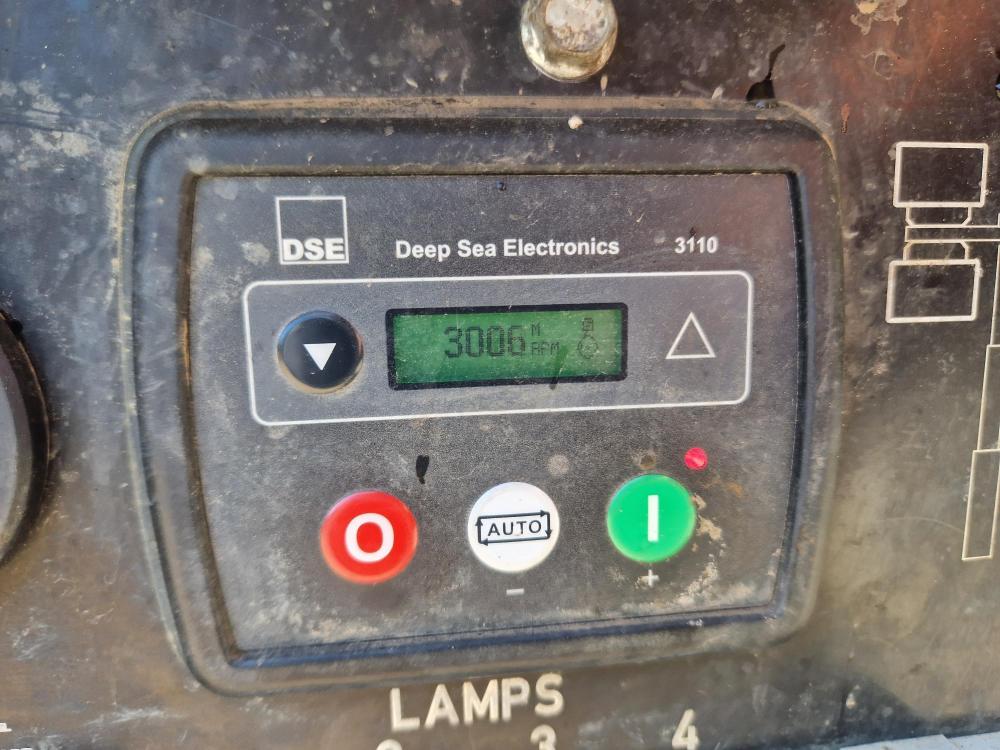 DSE Deep Sea Electronics 3110
3006 M
RPM
O AUTO I
- +
LAMPS
3 4